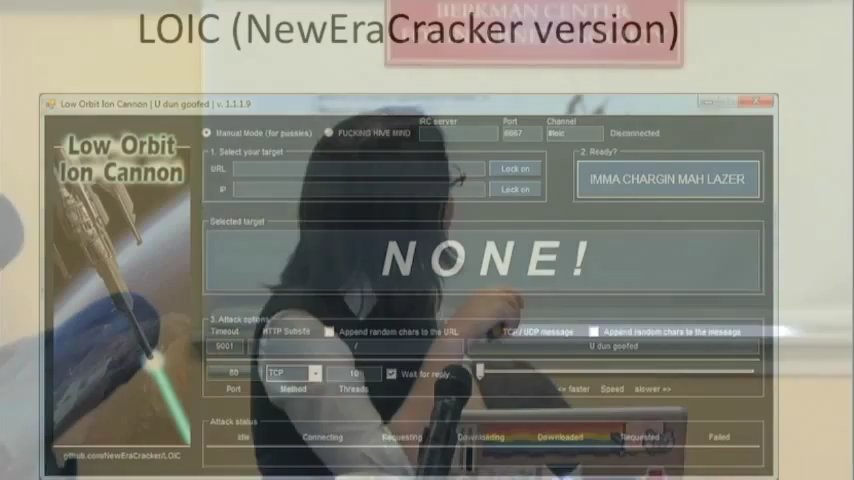 LOIC (NewEraCracker version)
BERKMAN CENTER
Low Orbit Ion Cannon | U dun goofed | v. 1.1.1.9
Low Orbit
Ion Cannon
Manual Mode (for pussies)
FUCKING HIVE MIND
IRC server
Port
Channel
6667
#loic
Disconnected
1. Select your target
URL
Lock on
IP
Lock on
2. Ready?
IMMA CHARGIN MAH LAZER
Selected target
NONE!
3. Attack options
Timeout
HTTP Subsite
Append random chars to the URL
TCP / UDP message
Append random chars to the message
9001
/
U dun goofed
80
TCP
10
Wait for reply
Port
Method
Threads
<= faster
Speed
slower =>
Attack status
Idle
Connecting
Requesting
Downloading
Downloaded
Requested
Failed
github.com/NewEraCracker/LOIC